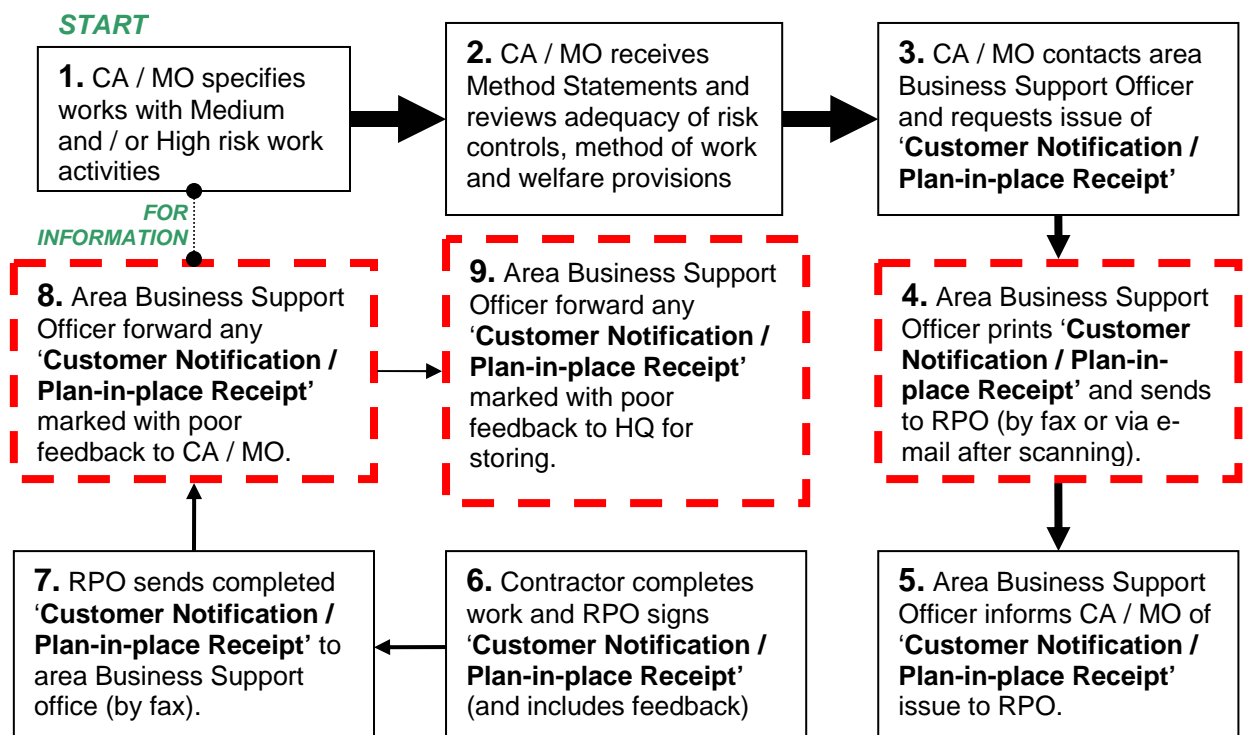 START
1. CA / MO specifies
works with Medium
and / or High risk work
activities
2. CA / MO receives
Method Statements and
reviews adequacy of risk
controls, method of work
and welfare provisions
3. CA / MO contacts area
Business Support Officer
and requests issue of
‘Customer Notification /
Plan-in-place Receipt’
FOR
INFORMATION
4. Area Business Support
Officer prints ‘Customer
Notification / Plan-in-
place Receipt’ and sends
to RPO (by fax or via e-
mail after scanning).
5. Area Business Support
Officer informs CA / MO of
‘Customer Notification /
Plan-in-place Receipt’
issue to RPO.
6. Contractor completes
work and RPO signs
‘Customer Notification /
Plan-in-place Receipt’
(and includes feedback)
7. RPO sends completed
‘Customer Notification /
Plan-in-place Receipt’ to
area Business Support
office (by fax).
8. Area Business Support
Officer forward any
‘Customer Notification /
Plan-in-place Receipt’
marked with poor
feedback to CA / MO.
9. Area Business Support
Officer forward any
‘Customer Notification /
Plan-in-place Receipt’
marked with poor
feedback to HQ for
storing.